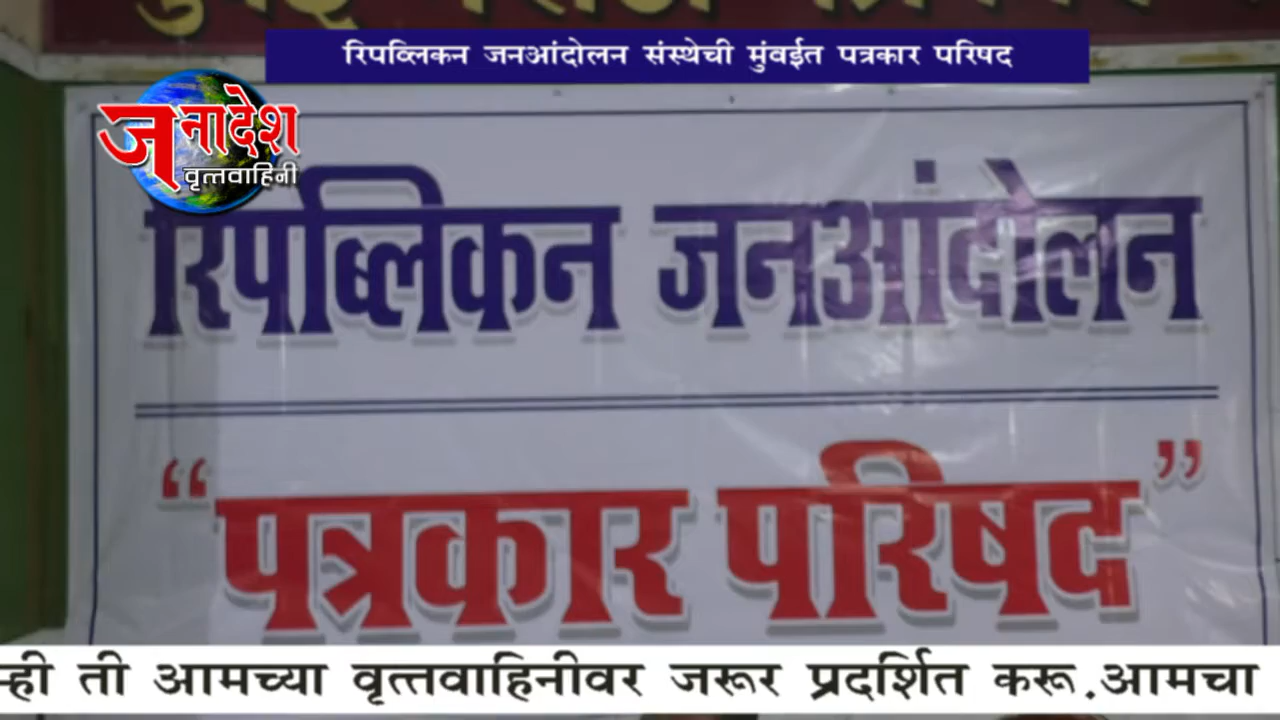 रिपब्लिकन जनआंदोलन संस्थेची मुंबईत पत्रकार परिषद
जनादेश
वृत्तवाहिनी
रिपब्लिकन जनआंदोलन
“पत्रकार परिषद”
ती आमच्या वृत्तवाहिनीवर जरूर प्रदर्शित करू.आमचा